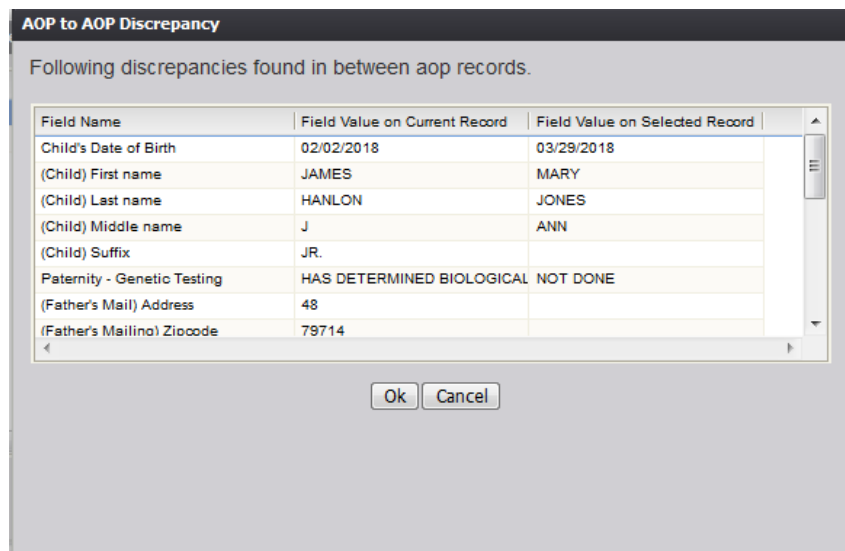 AOP to AOP Discrepancy
Following discrepancies found in between aop records.
Field Name Field Value on Current Record Field Value on Selected Record
Child's Date of Birth 02/02/2018 03/29/2018
(Child) First name JAMES MARY
(Child) Last name HANLON JONES
(Child) Middle name J ANN
(Child) Suffix JR.
Paternity - Genetic Testing HAS DETERMINED BIOLOGICAL NOT DONE
(Father's Mail) Address 48
(Father's Mailing) Zipcode 79714
Ok Cancel